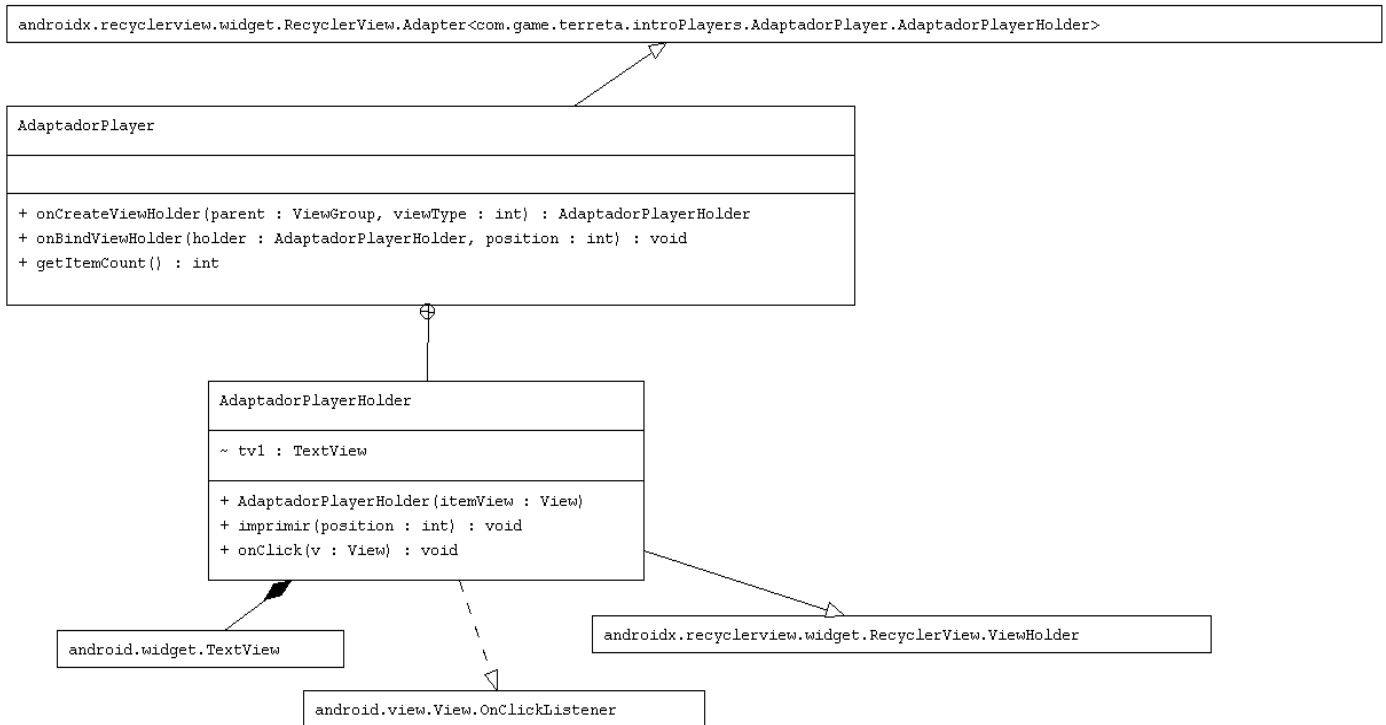 androidx.recyclerview.widget.RecyclerView.Adapter<com.game.terreta.introPlayers.AdaptadorPlayer.AdaptadorPlayerHolder>
AdaptadorPlayer
+ onCreateViewHolder(parent : ViewGroup, viewType : int) : AdaptadorPlayerHolder
+ onBindViewHolder(holder : AdaptadorPlayerHolder, position : int) : void
+ getItemCount() : int
AdaptadorPlayerHolder
~ tv1 : TextView
+ AdaptadorPlayerHolder(itemView : View)
+ imprimir(position : int) : void
+ onClick(v : View) : void
androidx.recyclerview.widget.RecyclerView.ViewHolder
android.widget.TextView
android.view.View.OnClickListener